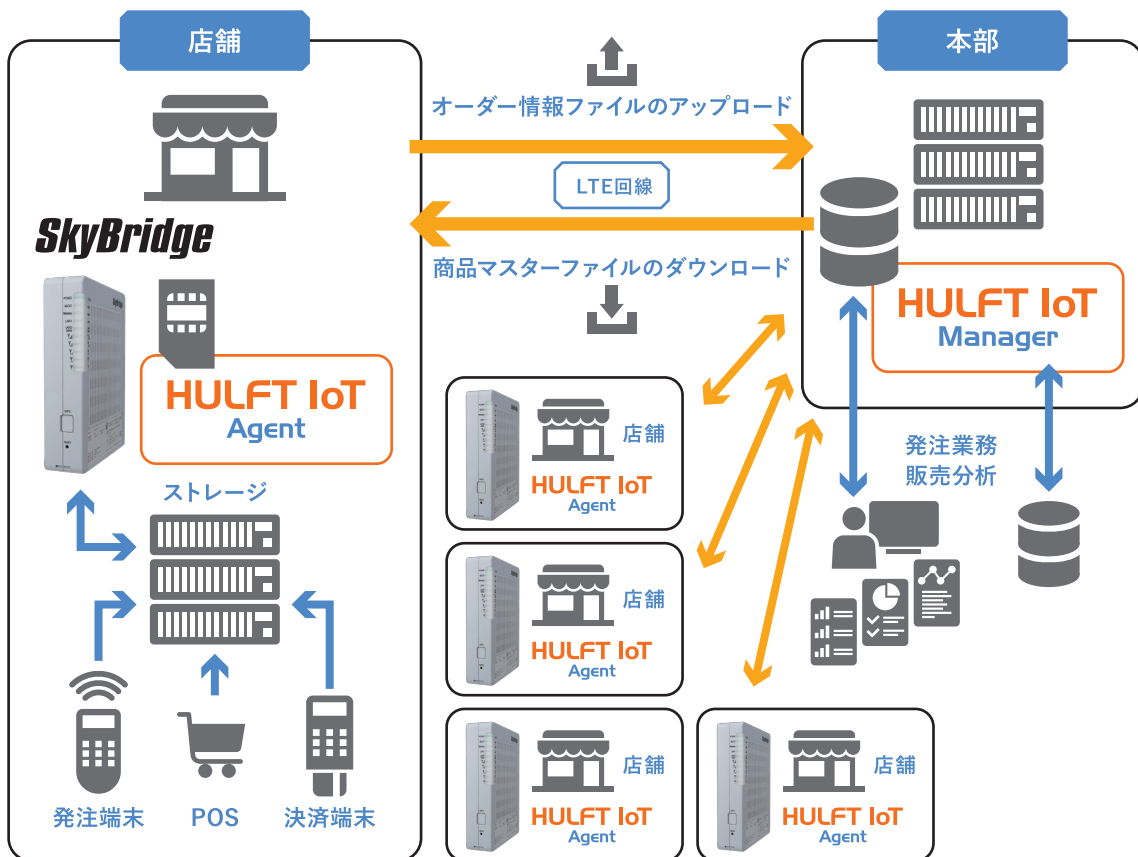 店舗
本部
オーダー情報ファイルのアップロード
LTE回線
商品マスターファイルのダウンロード
SkyBridge
HULFT IoT
Agent
HULFT IoT
Manager
ストレージ
発注端末
POS
決済端末
発注業務
販売分析
店舗
HULFT IoT
Agent
店舗
HULFT IoT
Agent
店舗
HULFT IoT
Agent
店舗
HULFT IoT
Agent